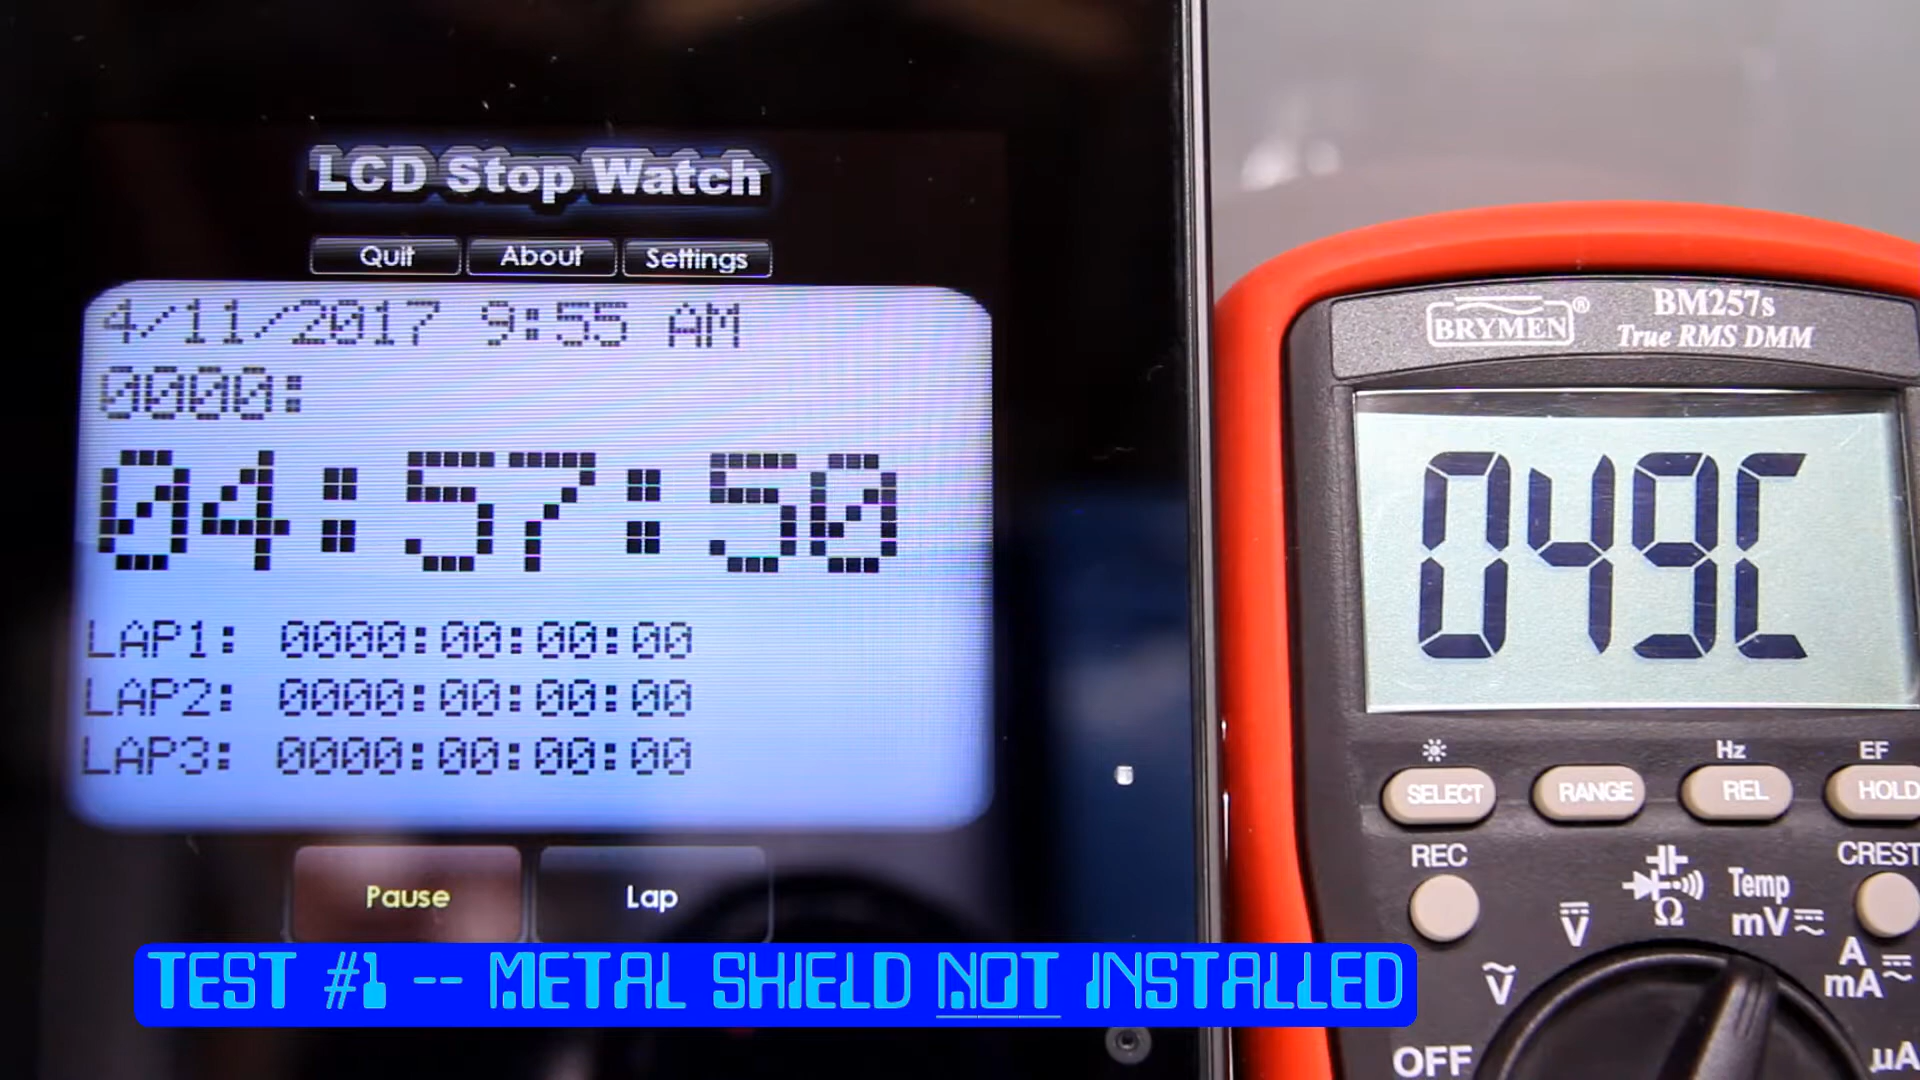 LCD Stop Watch
Quit About Settings
4/11/2017 9:55 AM
0000:
04:57:50
LAP1: 0000:00:00:00
LAP2: 0000:00:00:00
LAP3: 0000:00:00:00
Pause Lap
TEST #1 -- METAL SHIELD NOT INSTALLED
BRYMEN®
BM257s
True RMS DMM
049C
Hz EF
SELECT RANGE REL HOLD
REC CREST
Temp
mV
V
Ω
V
A
mA
OFF
µA